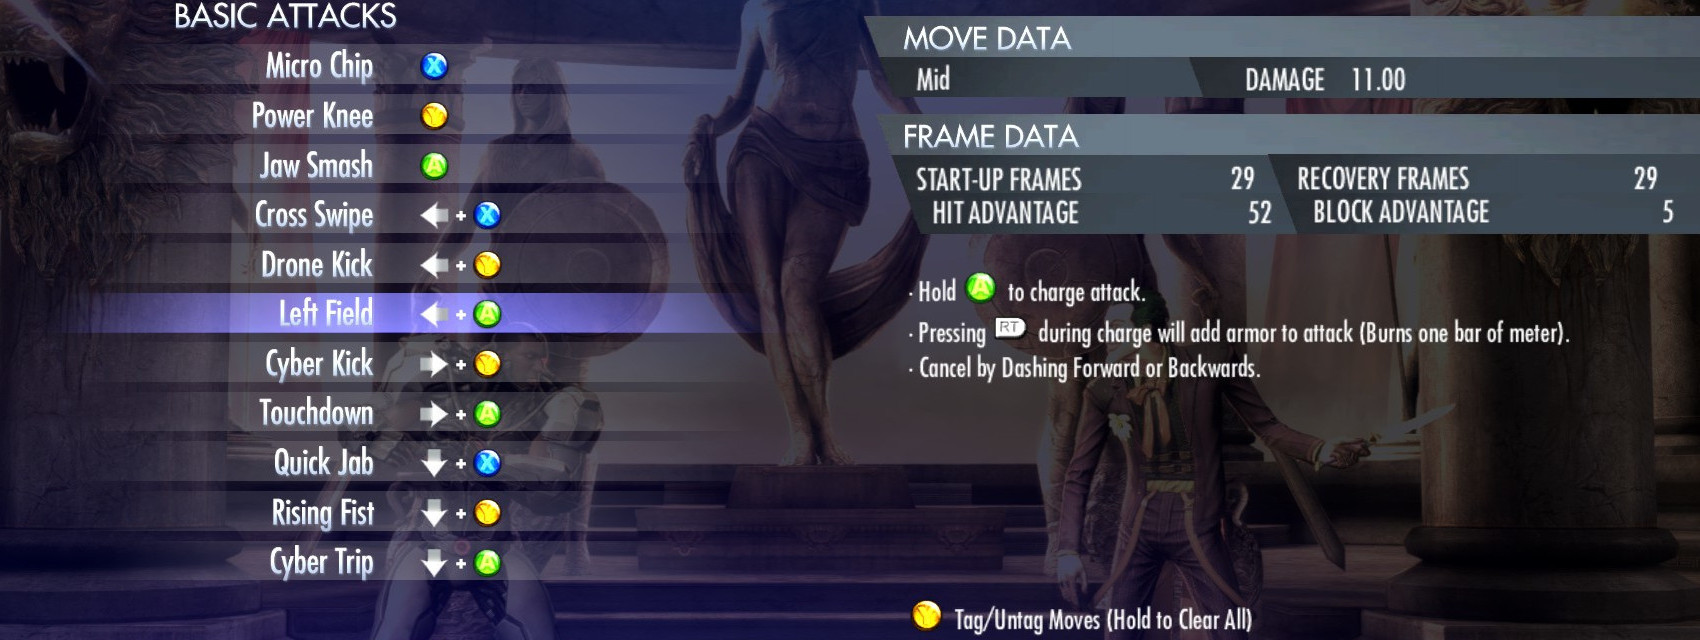 BASIC ATTACKS
Micro Chip X
Power Knee Y
Jaw Smash A
Cross Swipe + X
Drone Kick + Y
Left Field + A
Cyber Kick + Y
Touchdown + A
Quick Jab + X
Rising Fist + Y
Cyber Trip + A
MOVE DATA
Mid DAMAGE 11.00
FRAME DATA
START-UP FRAMES 29 RECOVERY FRAMES 29
HIT ADVANTAGE 52 BLOCK ADVANTAGE 5
· Hold A to charge attack.
· Pressing RT during charge will add armor to attack (Burns one bar of meter).
· Cancel by Dashing Forward or Backwards.
Y Tag/Untag Moves (Hold to Clear All)